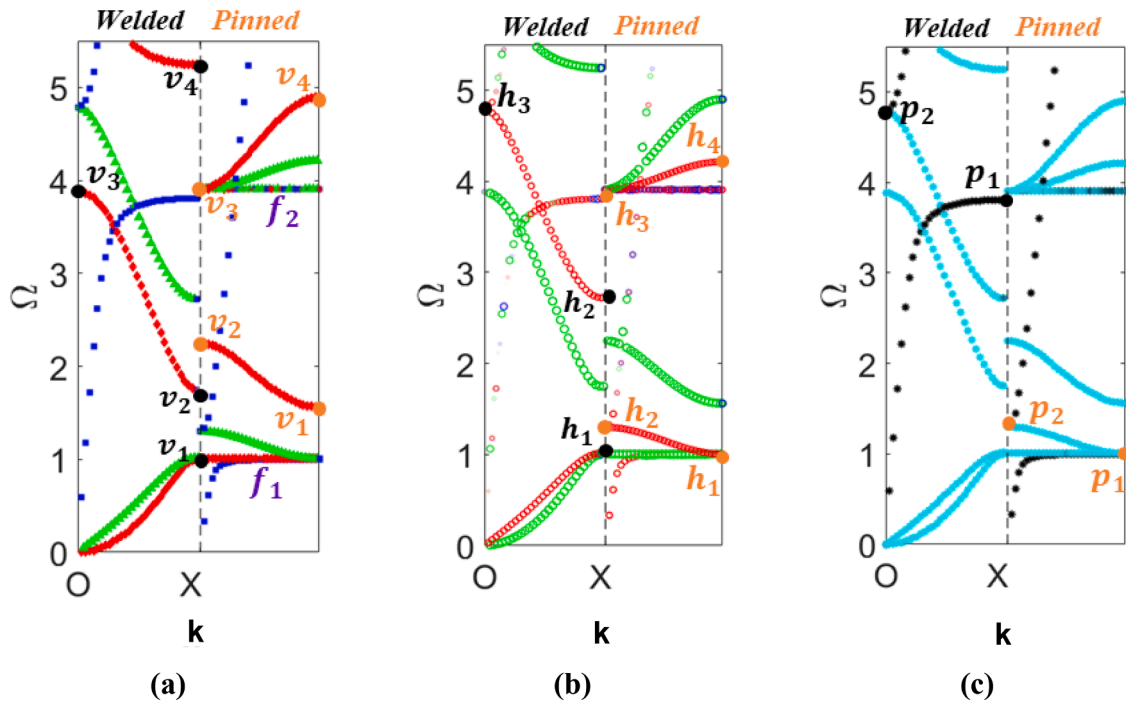 Welded Pinned
5
4
3
Ω
2
1
0
O X
k
v₄
v₄
v₃
v₃
f₂
v₂
v₂
v₁
v₁
f₁
(a)
Welded Pinned
5
4
3
Ω
2
1
0
O X
k
h₃
h₄
h₃
h₂
h₂
h₁
h₁
(b)
Welded Pinned
5
4
3
Ω
2
1
0
O X
k
p₂
p₁
p₂
p₁
(c)